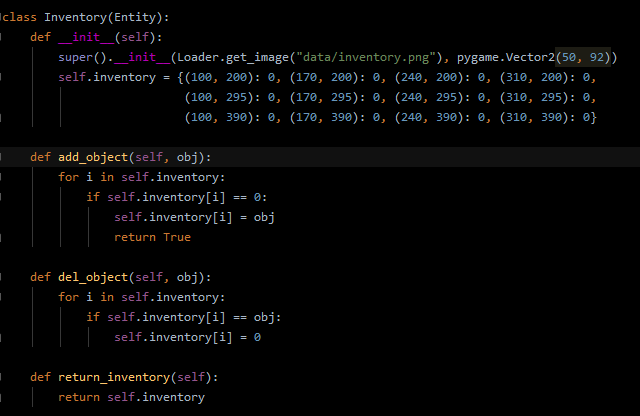 class Inventory(Entity):
    def __init__(self):
        super().__init__(Loader.get_image("data/inventory.png"), pygame.Vector2(50, 92))
        self.inventory = {(100, 200): 0, (170, 200): 0, (240, 200): 0, (310, 200): 0,
                          (100, 295): 0, (170, 295): 0, (240, 295): 0, (310, 295): 0,
                          (100, 390): 0, (170, 390): 0, (240, 390): 0, (310, 390): 0}
    def add_object(self, obj):
        for i in self.inventory:
            if self.inventory[i] == 0:
                self.inventory[i] = obj
                return True
    def del_object(self, obj):
        for i in self.inventory:
            if self.inventory[i] == obj:
                self.inventory[i] = 0
    def return_inventory(self):
        return self.inventory